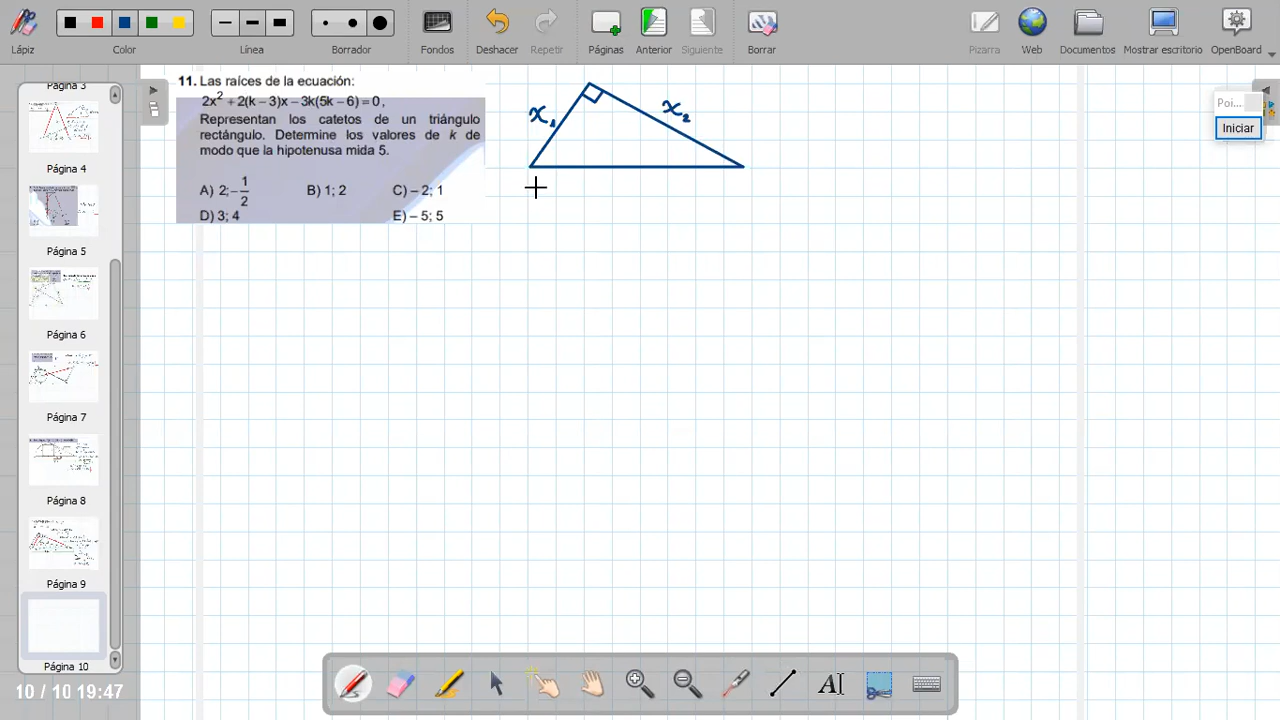 Lápiz
Color
Línea
Borrador
Fondos
Deshacer
Repetir
Páginas
Anterior
Siguiente
Borrar
Pizarra
Web
Documentos
Mostrar escritorio
OpenBoard
Poi...
Iniciar
Página 3
Página 4
Página 5
Página 6
Página 7
Página 8
Página 9
Página 10
10 / 10 19:47
11. Las raíces de la ecuación:
2x² + 2(k – 3)x – 3k(5k – 6) = 0,
Representan los catetos de un triángulo
rectángulo. Determine los valores de k de
modo que la hipotenusa mida 5.
A) 2; –1/2 B) 1; 2 C) – 2; 1
D) 3; 4 E) – 5; 5
x₁
x₂